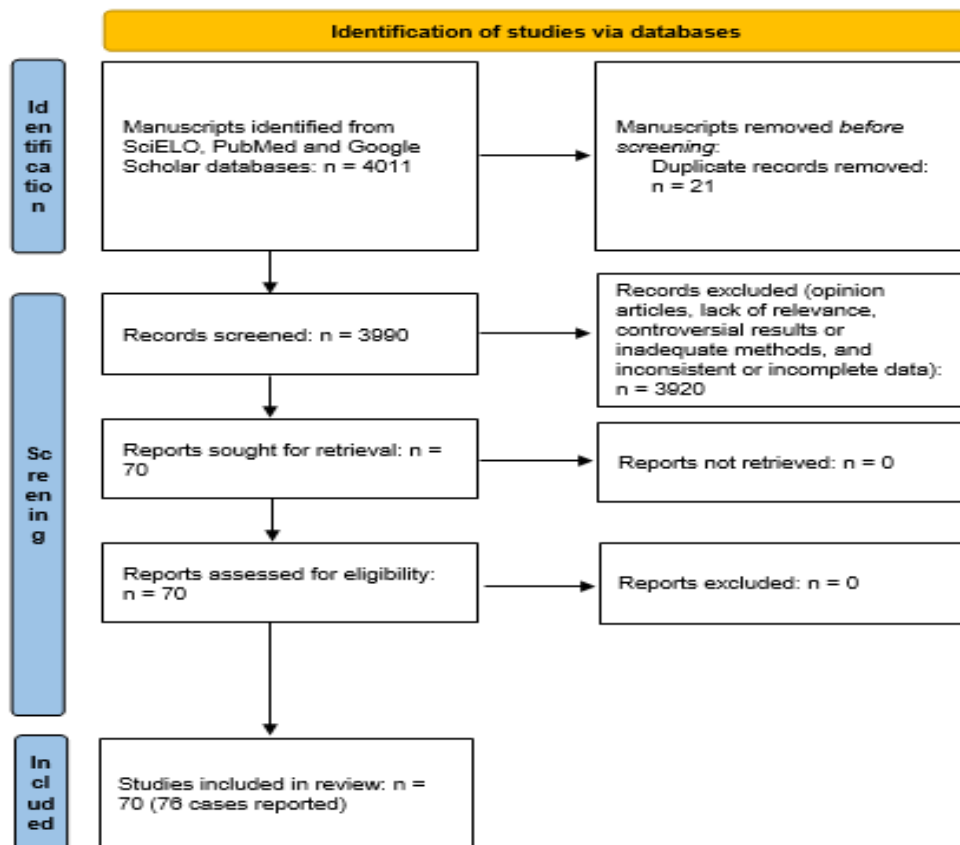 Identification of studies via databases
Id
en
tifi
ca
tio
n
Manuscripts identified from
SciELO, PubMed and Google
Scholar databases: n = 4011
Manuscripts removed before
screening:
Duplicate records removed:
n = 21
Sc
re
en
in
g
Records screened: n = 3990
Records excluded (opinion
articles, lack of relevance,
controversial results or
inadequate methods, and
inconsistent or incomplete data):
n = 3920
Reports sought for retrieval: n =
70
Reports not retrieved: n = 0
Reports assessed for eligibility:
n = 70
Reports excluded: n = 0
In
cl
ud
ed
Studies included in review: n =
70 (76 cases reported)